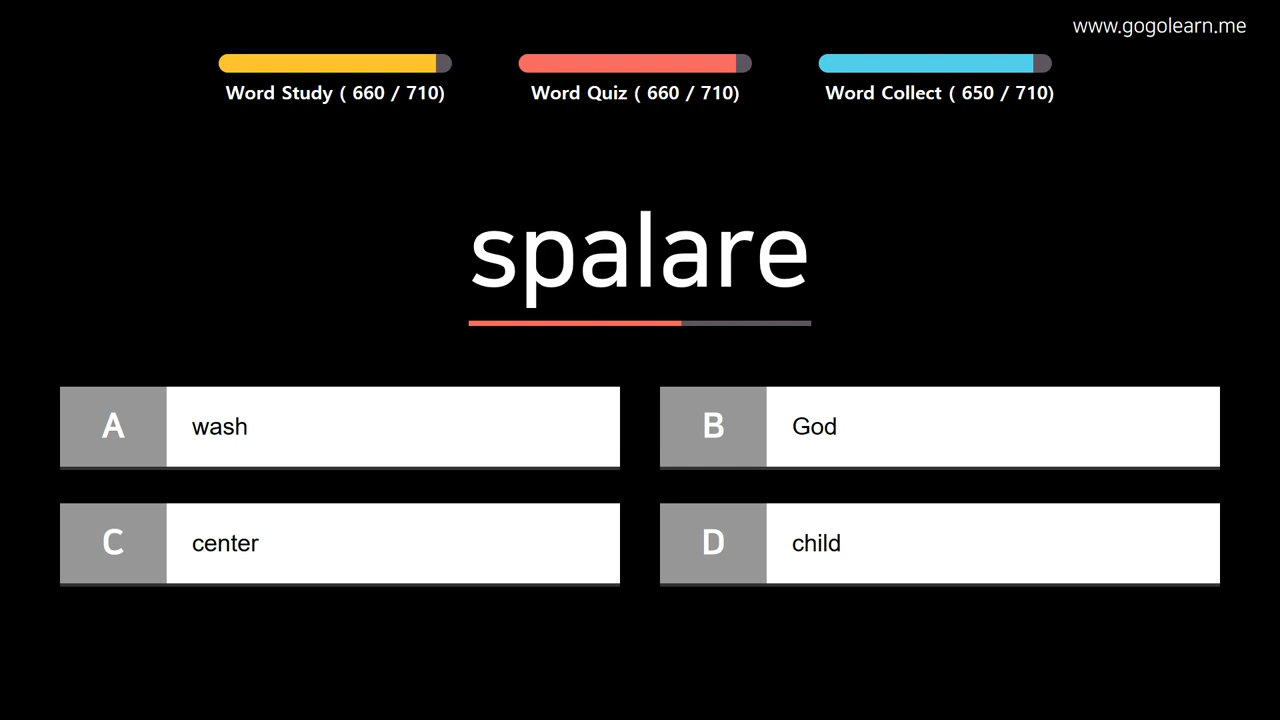 www.gogolearn.me
Word Study ( 660 / 710)
Word Quiz ( 660 / 710)
Word Collect ( 650 / 710)
spalare
A wash
B God
C center
D child